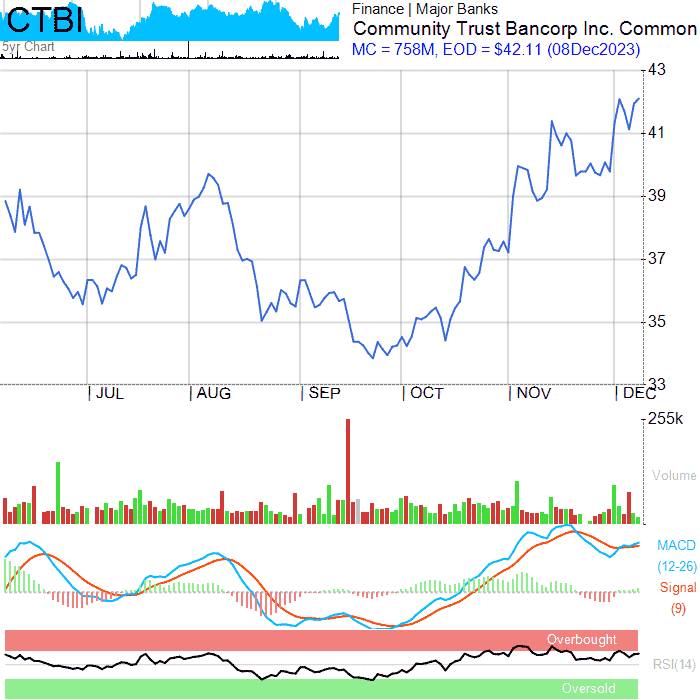 CTBI
5yr Chart
Finance | Major Banks
Community Trust Bancorp Inc. Common
MC = 758M, EOD = $42.11 (08Dec2023)
43
41
39
37
35
33
JUL
AUG
SEP
OCT
NOV
DEC
255k
Volume
MACD
(12-26)
Signal
(9)
Overbought
RSI(14)
Oversold